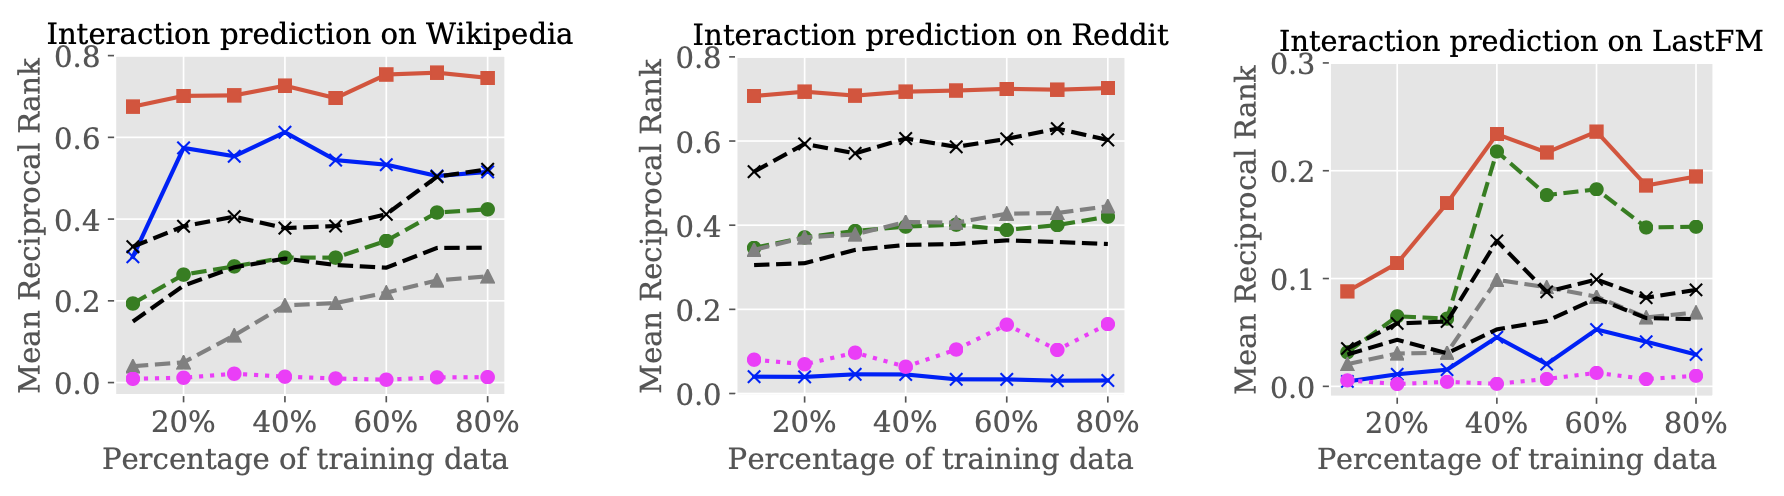 Interaction prediction on Wikipedia
Mean Reciprocal Rank
0.8
0.6
0.4
0.2
0.0
20% 40% 60% 80%
Percentage of training data
Interaction prediction on Reddit
Mean Reciprocal Rank
0.8
0.6
0.4
0.2
0.0
20% 40% 60% 80%
Percentage of training data
Interaction prediction on LastFM
Mean Reciprocal Rank
0.3
0.2
0.1
0.0
20% 40% 60% 80%
Percentage of training data